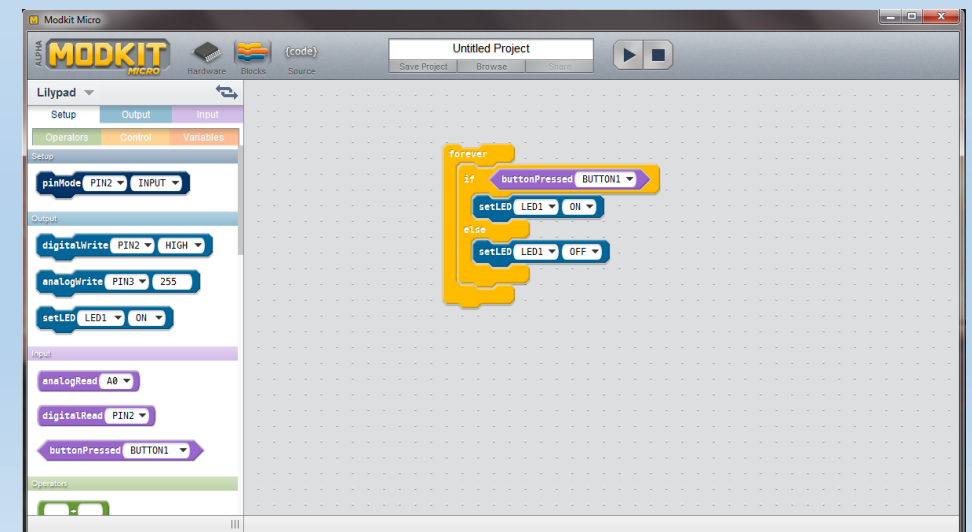 Modkit Micro
ALPHA
MODKIT
MICRO
Hardware
Blocks
{code}
Source
Untitled Project
Save Project
Browse
Share
Lilypad
Setup
Output
Input
Operators
Control
Variables
Setup
pinMode PIN2 INPUT
Output
digitalWrite PIN2 HIGH
analogWrite PIN3 255
setLED LED1 ON
Input
analogRead A0
digitalRead PIN2
buttonPressed BUTTON1
Operators
+
forever
if buttonPressed BUTTON1
setLED LED1 ON
else
setLED LED1 OFF